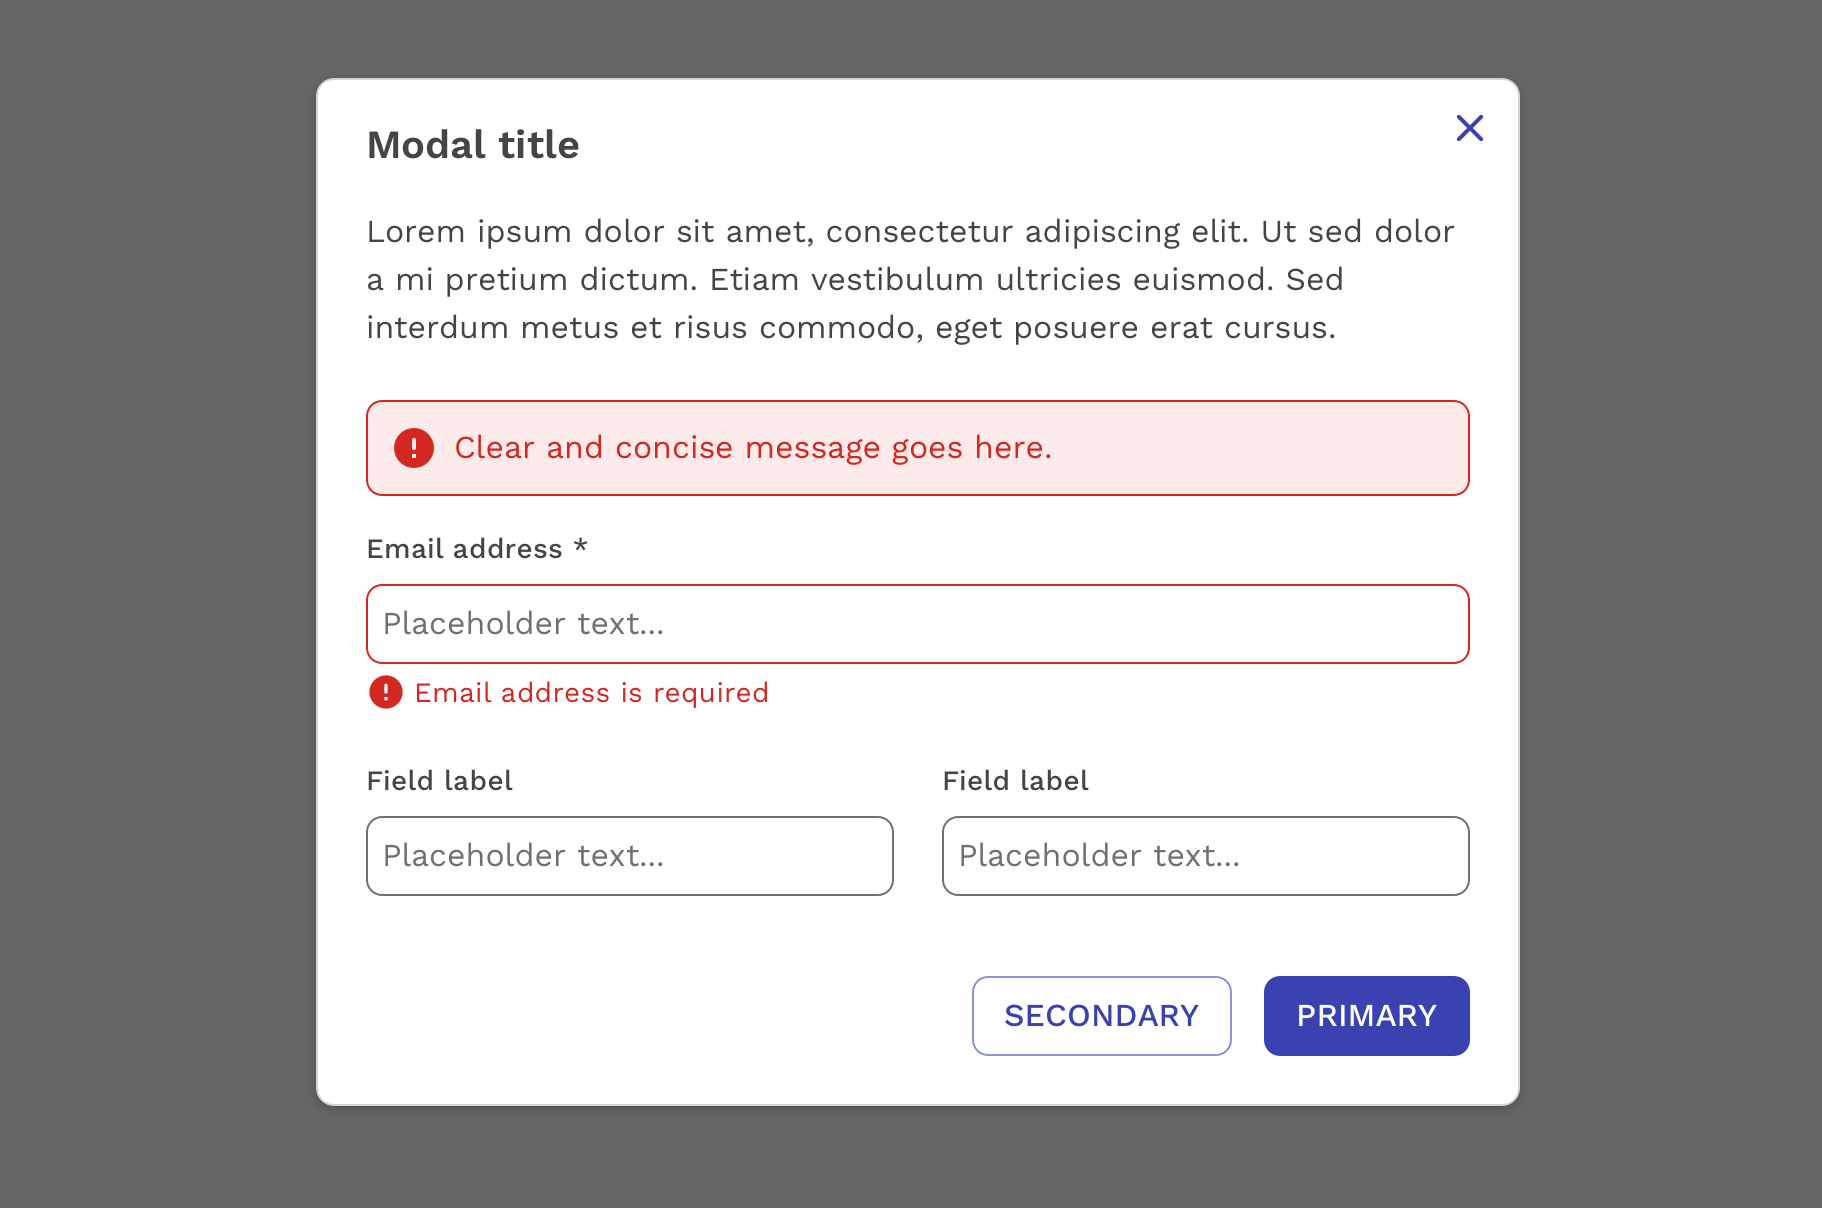 Modal title
Lorem ipsum dolor sit amet, consectetur adipiscing elit. Ut sed dolor
a mi pretium dictum. Etiam vestibulum ultricies euismod. Sed
interdum metus et risus commodo, eget posuere erat cursus.
Clear and concise message goes here.
Email address *
Placeholder text...
Email address is required
Field label
Field label
Placeholder text...
Placeholder text...
SECONDARY
PRIMARY